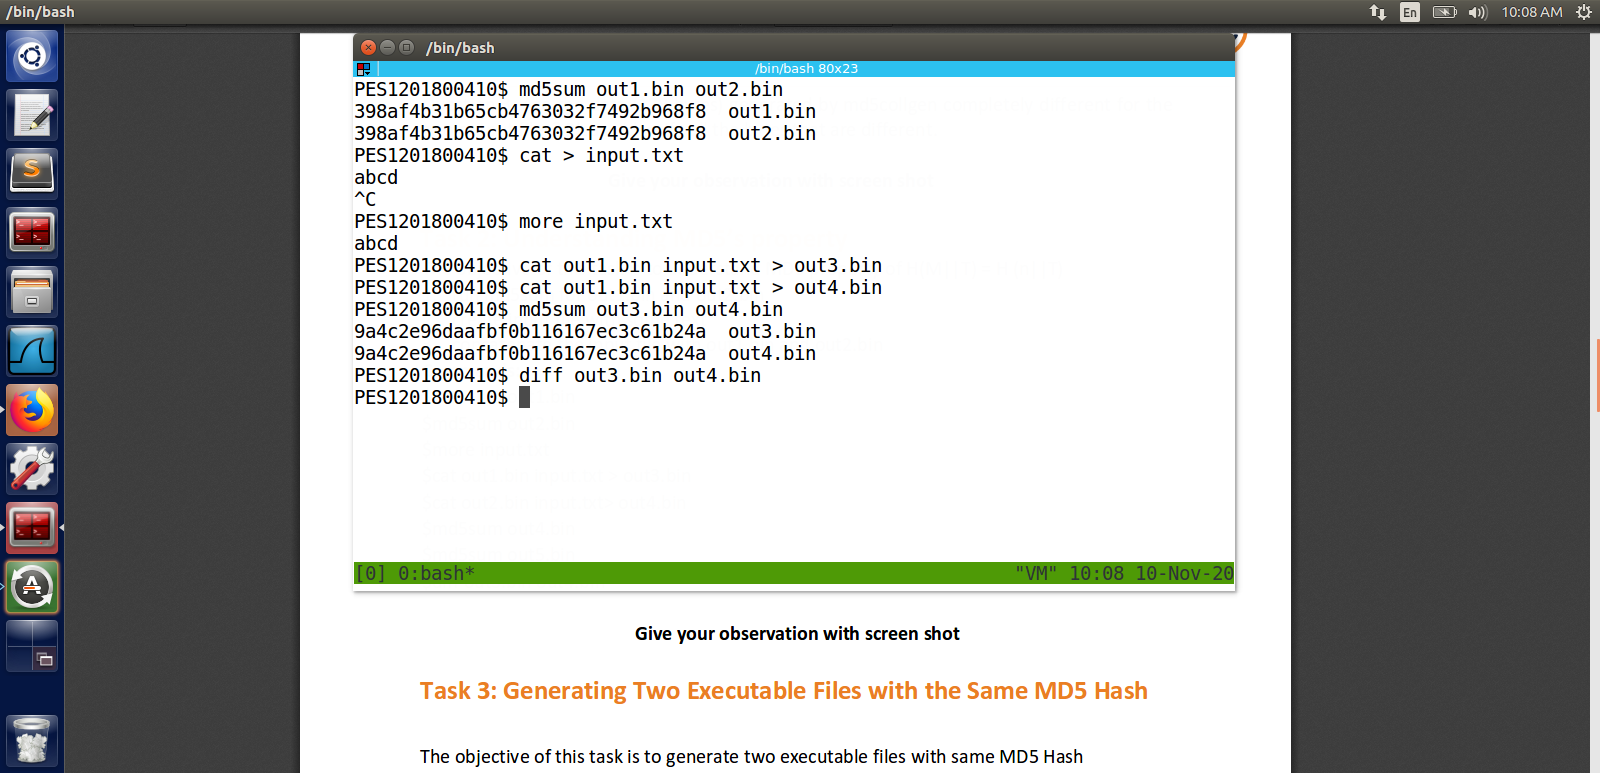 /bin/bash
En
10:08 AM
/bin/bash
/bin/bash 80x23
PES1201800410$ md5sum out1.bin out2.bin
398af4b31b65cb4763032f7492b968f8  out1.bin
398af4b31b65cb4763032f7492b968f8  out2.bin
PES1201800410$ cat > input.txt
abcd
^C
PES1201800410$ more input.txt
abcd
PES1201800410$ cat out1.bin input.txt > out3.bin
PES1201800410$ cat out1.bin input.txt > out4.bin
PES1201800410$ md5sum out3.bin out4.bin
9a4c2e96daafbf0b116167ec3c61b24a  out3.bin
9a4c2e96daafbf0b116167ec3c61b24a  out4.bin
PES1201800410$ diff out3.bin out4.bin
PES1201800410$
[0] 0:bash* "VM" 10:08 10-Nov-20
Give your observation with screen shot
Task 3: Generating Two Executable Files with the Same MD5 Hash
The objective of this task is to generate two executable files with same MD5 Hash